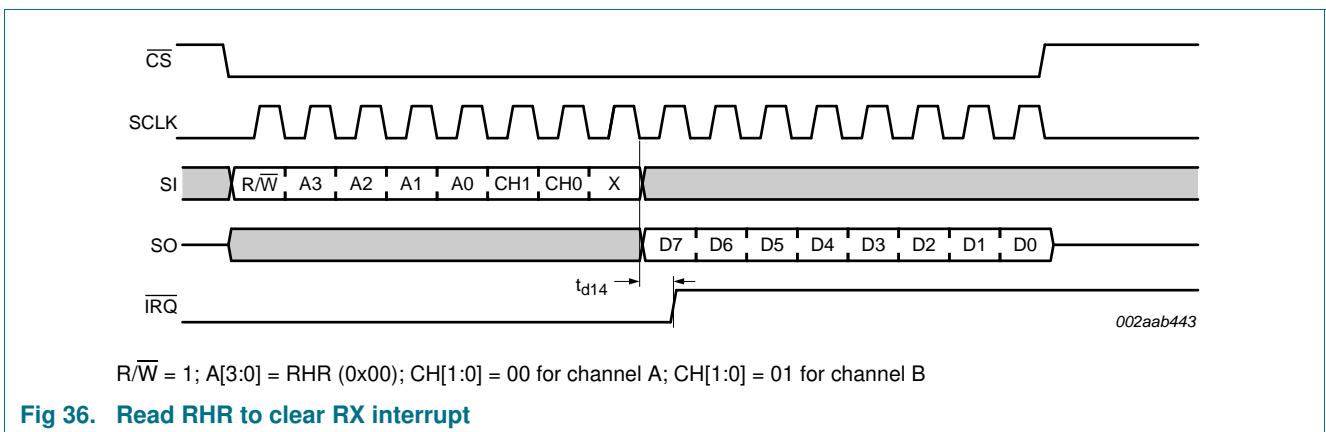 CS
SCLK
SI R/W A3 A2 A1 A0 CH1 CH0 X
SO D7 D6 D5 D4 D3 D2 D1 D0
td14
IRQ
002aab443
R/W = 1; A[3:0] = RHR (0x00); CH[1:0] = 00 for channel A; CH[1:0] = 01 for channel B
Fig 36. Read RHR to clear RX interrupt